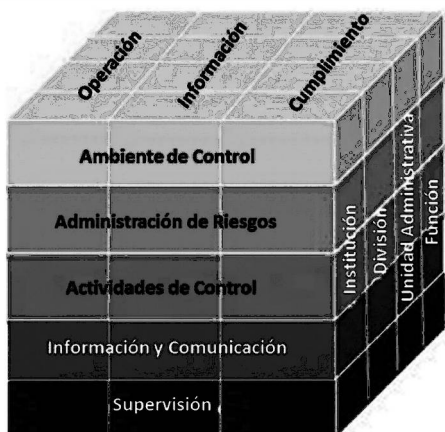 Operación
Información
Cumplimiento
Ambiente de Control
Administración de Riesgos
Actividades de Control
Información y Comunicación
Supervisión
Institución
División
Unidad Administrativa
Función